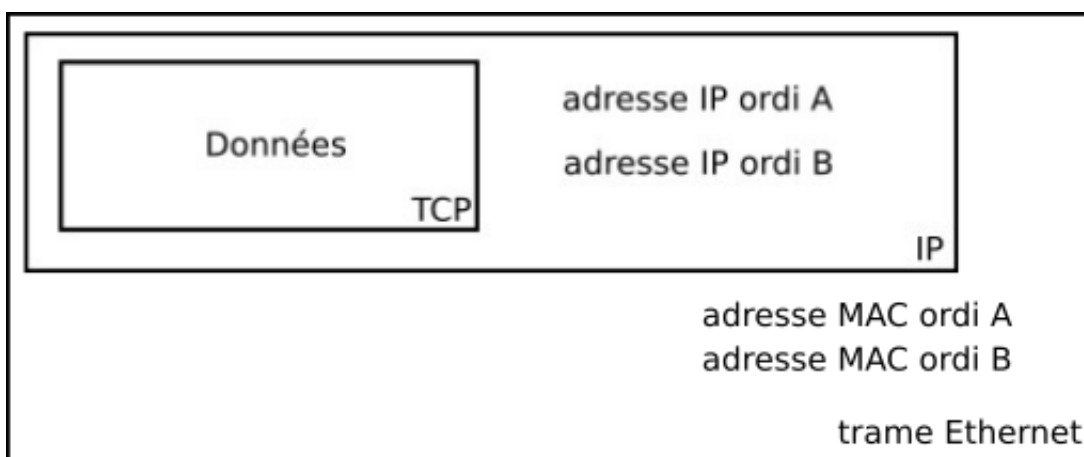 Données
TCP
adresse IP ordi A
adresse IP ordi B
IP
adresse MAC ordi A
adresse MAC ordi B
trame Ethernet